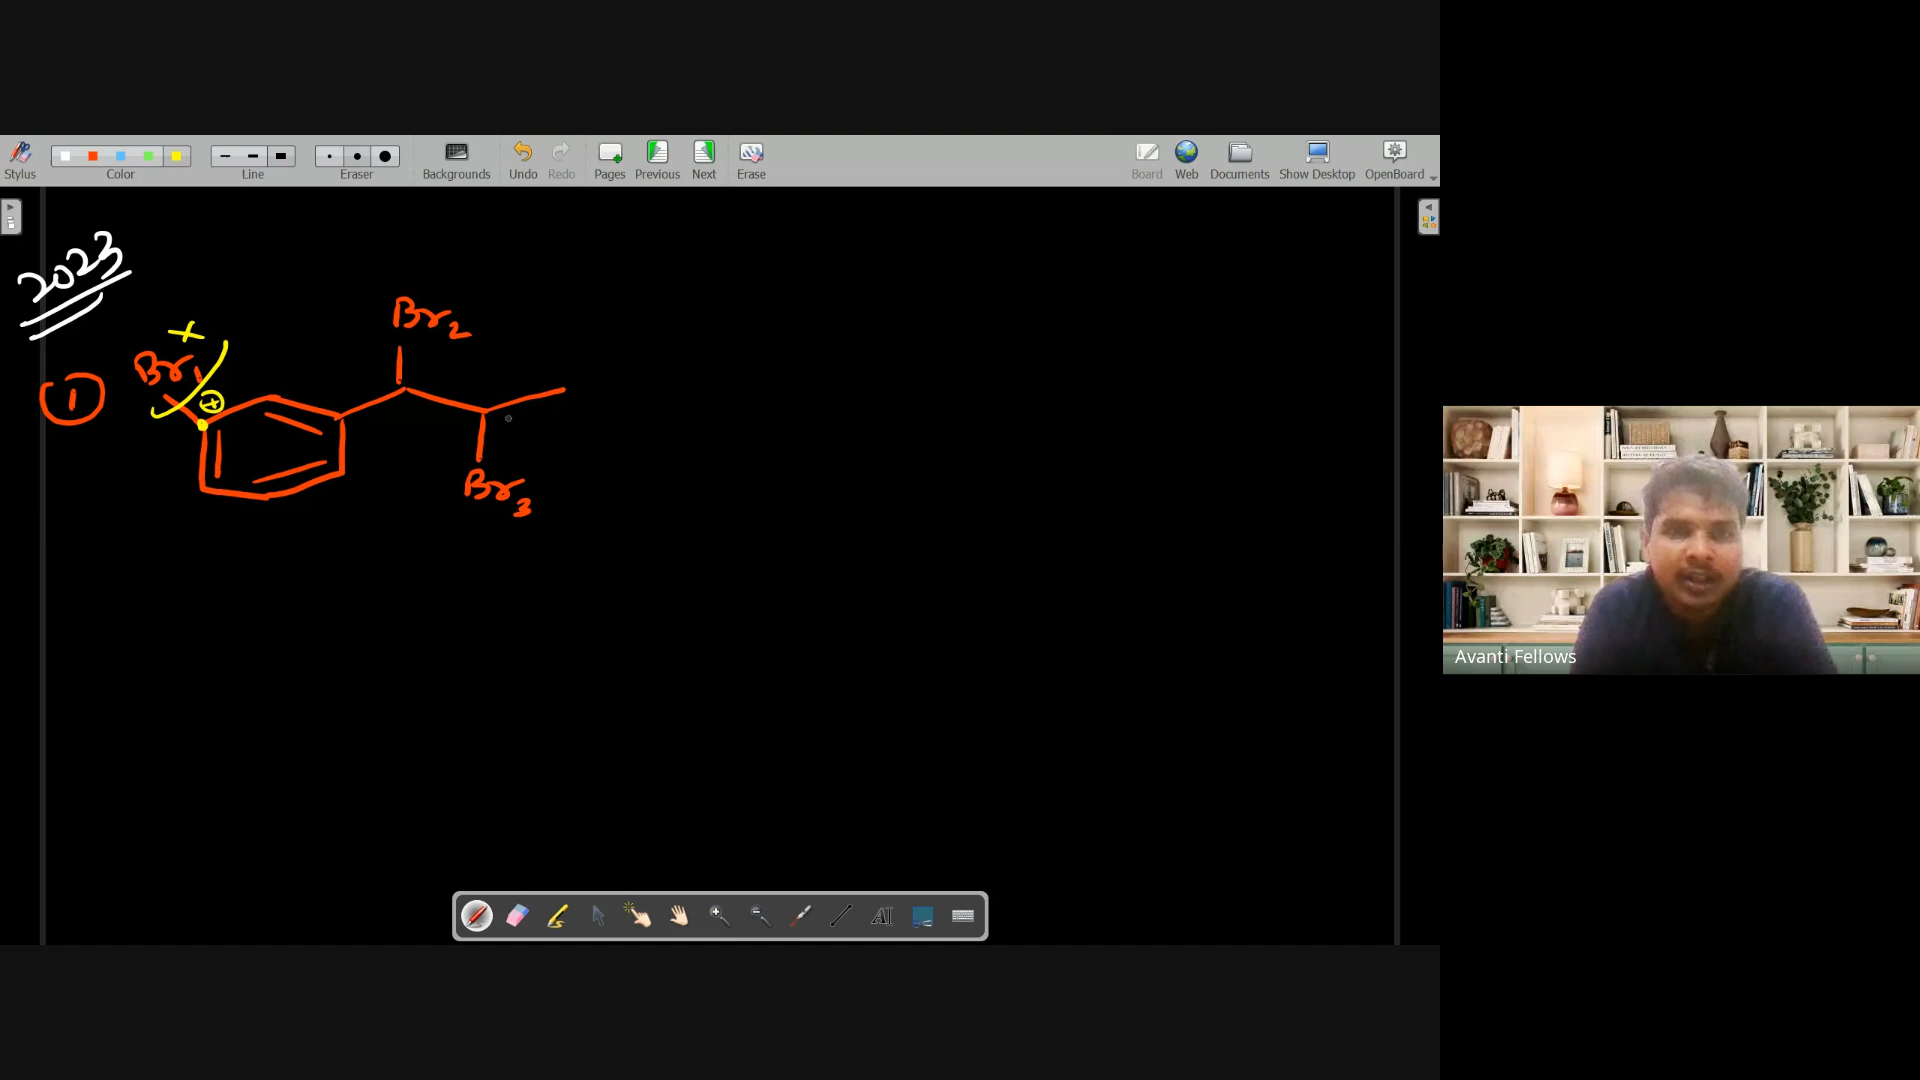 Stylus
Color
Line
Eraser
Backgrounds
Undo
Redo
Pages
Previous
Next
Erase
Board
Web
Documents
Show Desktop
OpenBoard
2023
1
Br1
+
+
Br2
Br3
AI
Avanti Fellows